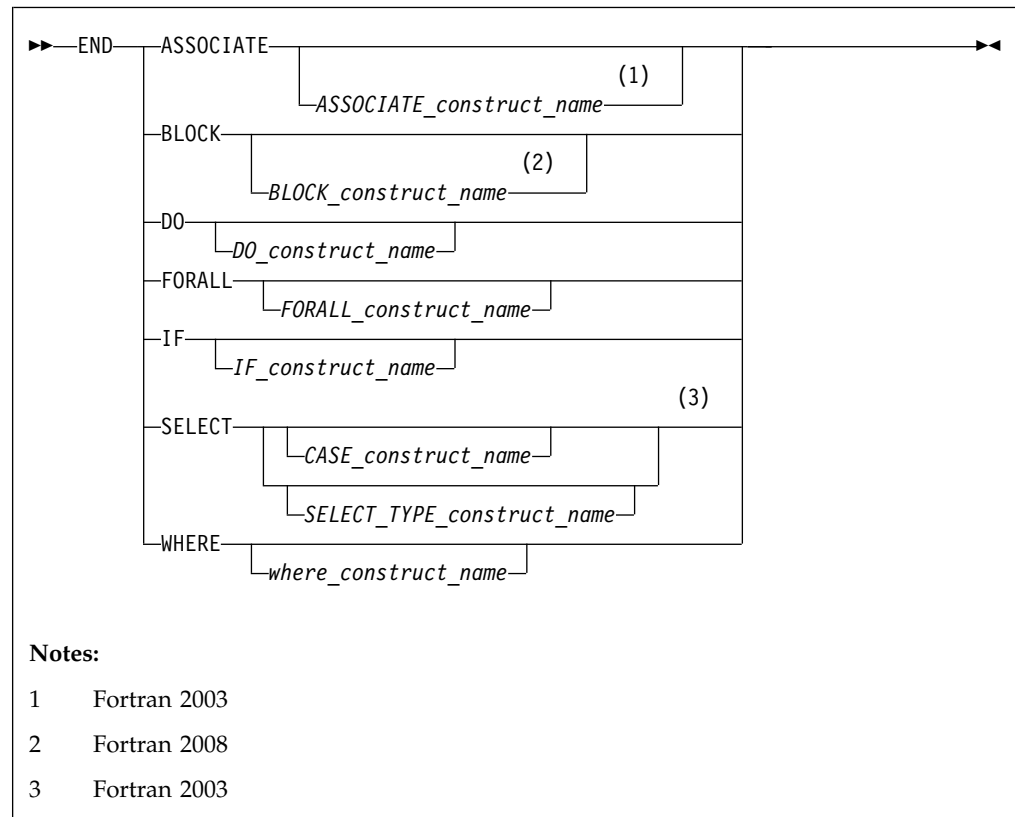 END ASSOCIATE
(1)
ASSOCIATE_construct_name
BLOCK
(2)
BLOCK_construct_name
DO
DO_construct_name
FORALL
FORALL_construct_name
IF
IF_construct_name
(3)
SELECT
CASE_construct_name
SELECT_TYPE_construct_name
WHERE
where_construct_name
Notes:
1 Fortran 2003
2 Fortran 2008
3 Fortran 2003